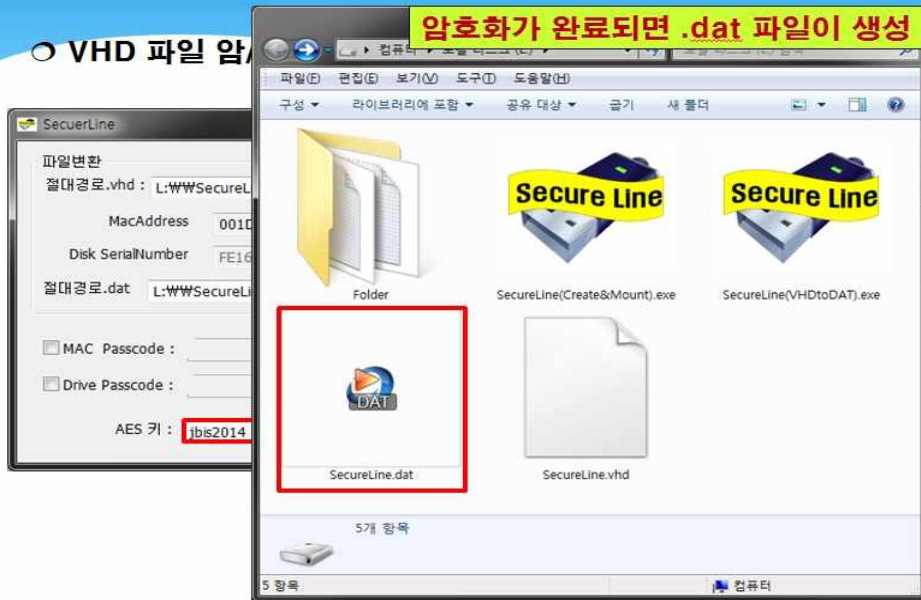 암호화가 완료되면 .dat 파일이 생성
❍ VHD 파일 암/
컴퓨터
파일(F) 편집(E) 보기(V) 도구(T) 도움말(H)
구성 라이브러리에 포함 공유 대상 굽기 새 폴더
SecuerLine
파일변환
절대경로.vhd : L:₩₩SecureL
MacAddress 001D
Disk SerialNumber FE16
절대경로.dat L:₩₩SecureLi
MAC Passcode :
Drive Passcode :
AES 키 : jbis2014
Secure Line
Secure Line
Folder
SecureLine(Create&Mount).exe
SecureLine(VHDtoDAT).exe
DAT
SecureLine.dat
SecureLine.vhd
5개 항목
5 항목
컴퓨터